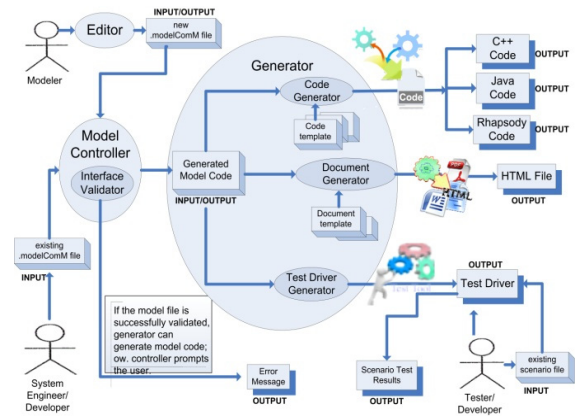 INPUT/OUTPUT
Editor
new
.modelComM file
Modeler
Generator
Code
Generator
Code
template
Code
C++
Code
OUTPUT
Java
Code
OUTPUT
Rhapsody
Code
OUTPUT
Model
Controller
Interface
Validator
Generated
Model Code
INPUT/OUTPUT
Document
Generator
Document
template
HTML
HTML File
OUTPUT
existing
.modelComM file
INPUT
Test Driver
Generator
OUTPUT
Test Driver
If the model file is
successfully validated,
generator can
generate model code;
ow. controller prompts
the user.
System
Engineer/
Developer
Error
Message
OUTPUT
Scenario Test
Results
OUTPUT
Tester/
Developer
existing
scenario file
INPUT